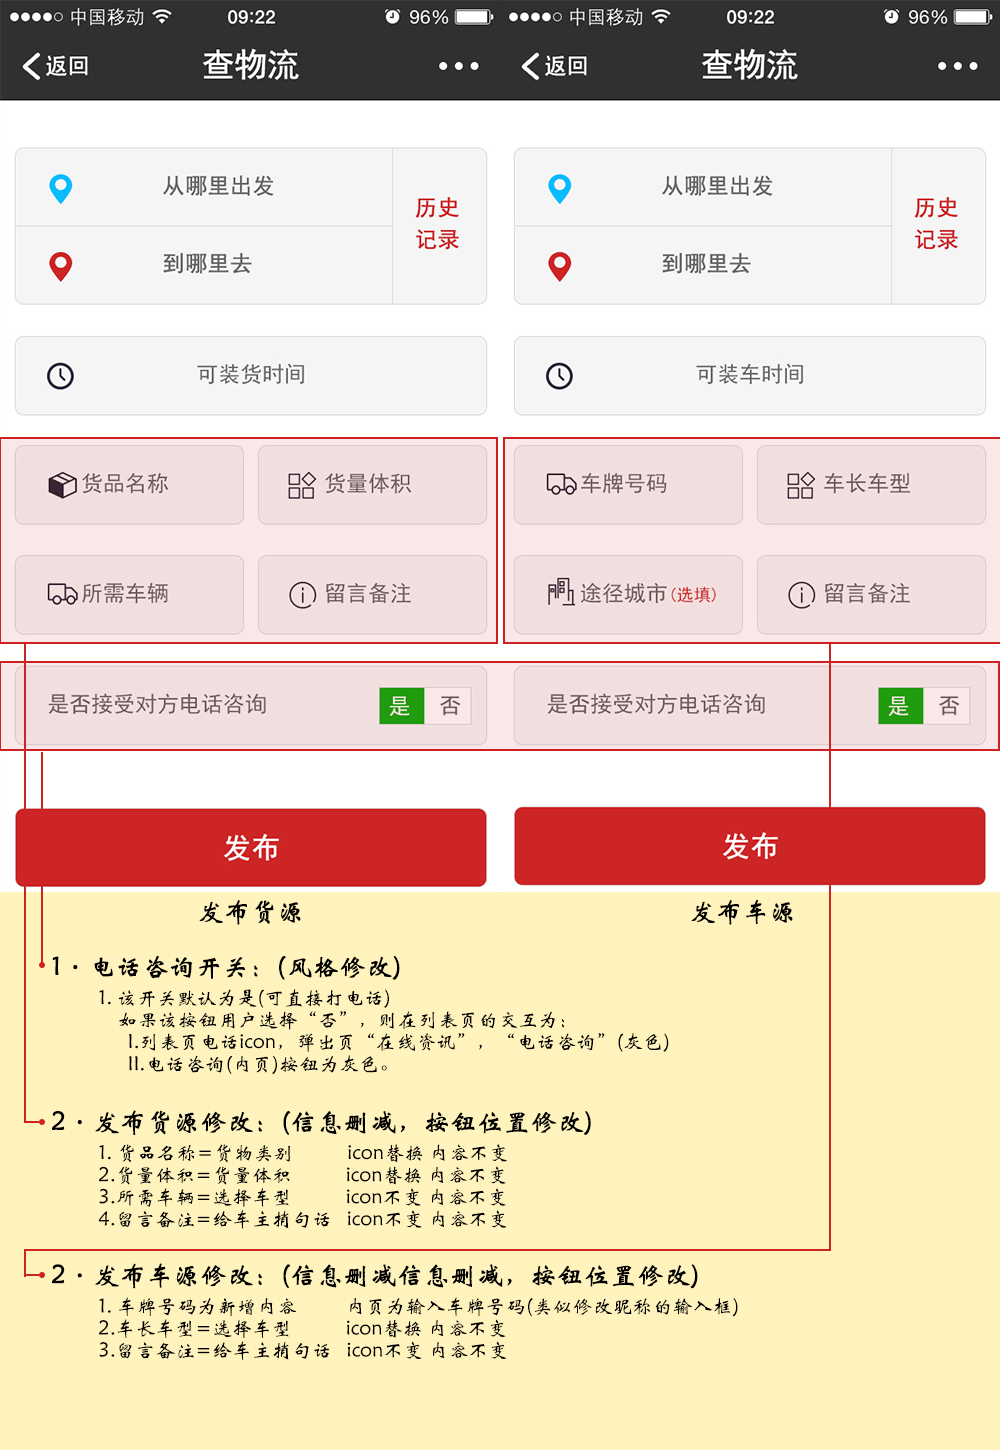 中国移动 09:22 96%
返回 查物流
从哪里出发
到哪里去
历史
记录
可装货时间
货品名称 货量体积
所需车辆 留言备注
是否接受对方电话咨询 是 否
发布
中国移动 09:22 96%
返回 查物流
从哪里出发
到哪里去
历史
记录
可装车时间
车牌号码 车长车型
途径城市(选填) 留言备注
是否接受对方电话咨询 是 否
发布
发布货源 发布车源
1·电话咨询开关：(风格修改)
1. 该开关默认为是(可直接打电话)
如果该按钮用户选择“否”，则在列表页的交互为：
I.列表页电话icon，弹出页“在线资讯”，“电话咨询”(灰色)
II.电话咨询(内页)按钮为灰色。
2·发布货源修改：(信息删减，按钮位置修改)
1. 货品名称=货物类别 icon替换 内容不变
2.货量体积=货量体积 icon替换 内容不变
3.所需车辆=选择车型 icon不变 内容不变
4.留言备注=给车主捎句话 icon不变 内容不变
2·发布车源修改：(信息删减信息删减，按钮位置修改)
1. 车牌号码为新增内容 内页为输入车牌号码(类似修改昵称的输入框)
2.车长车型=选择车型 icon替换 内容不变
3.留言备注=给车主捎句话 icon不变 内容不变